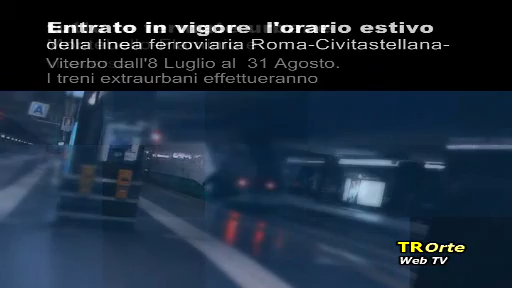 Entrato in vigore l'orario estivo
della linea ferroviaria Roma-Civitastellana-
Viterbo dall'8 Luglio al 31 Agosto.
I treni extraurbani effettueranno
A
TROrte
Web TV